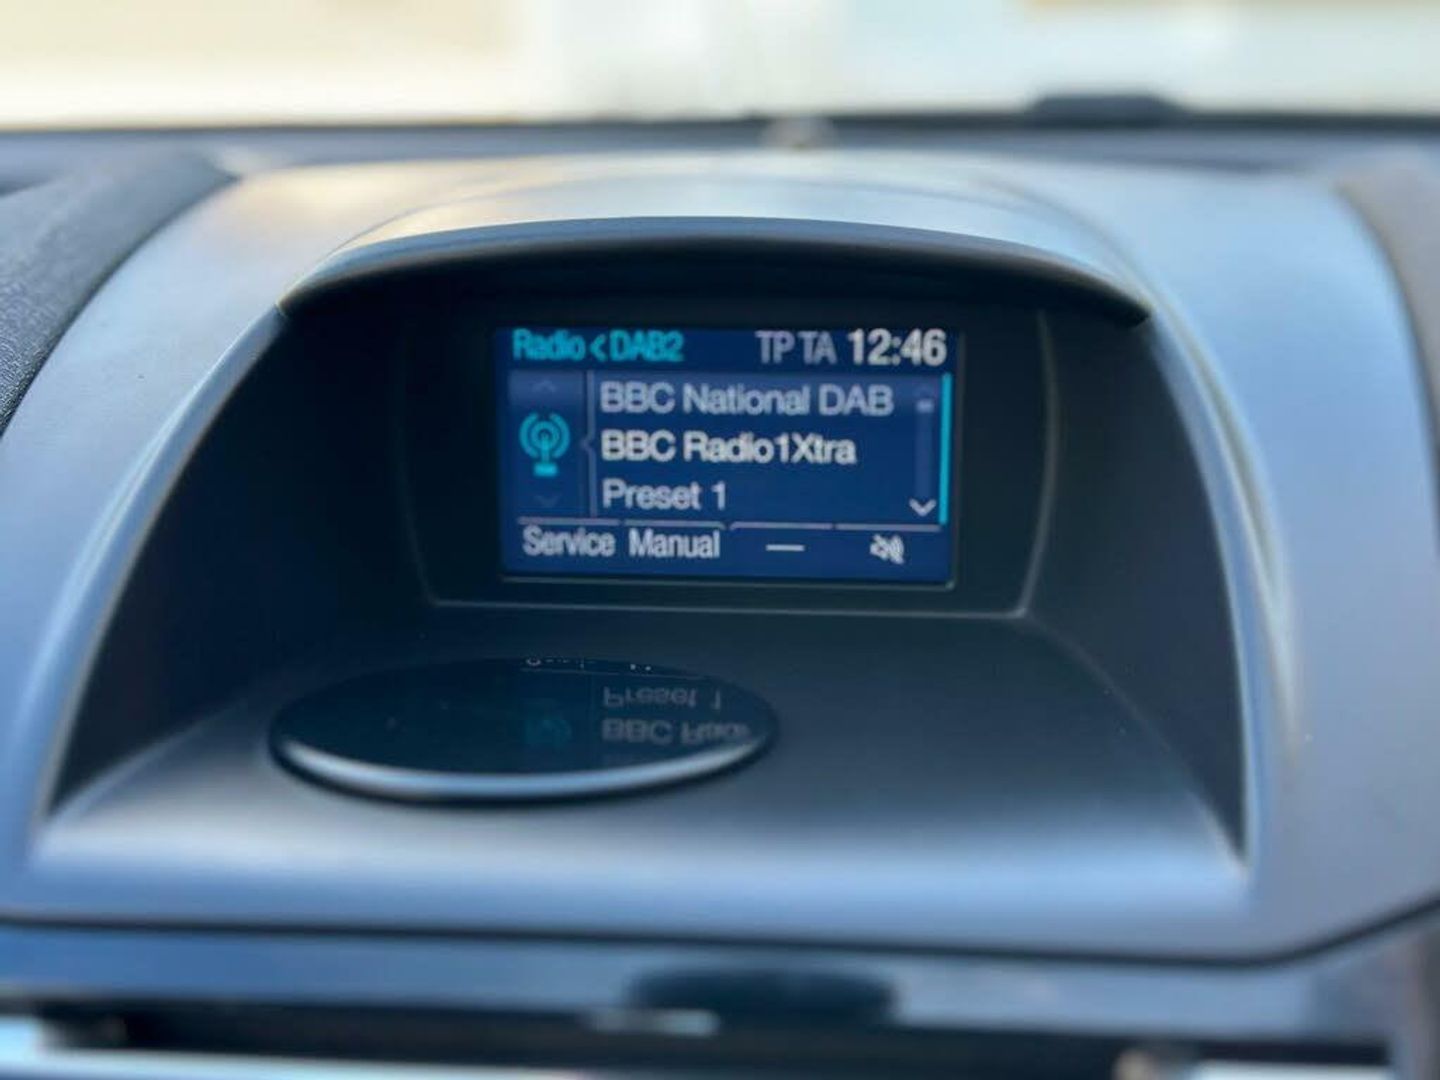 Radio < DAB2 TP TA 12:46
BBC National DAB
BBC Radio1Xtra
Preset 1
Service Manual —